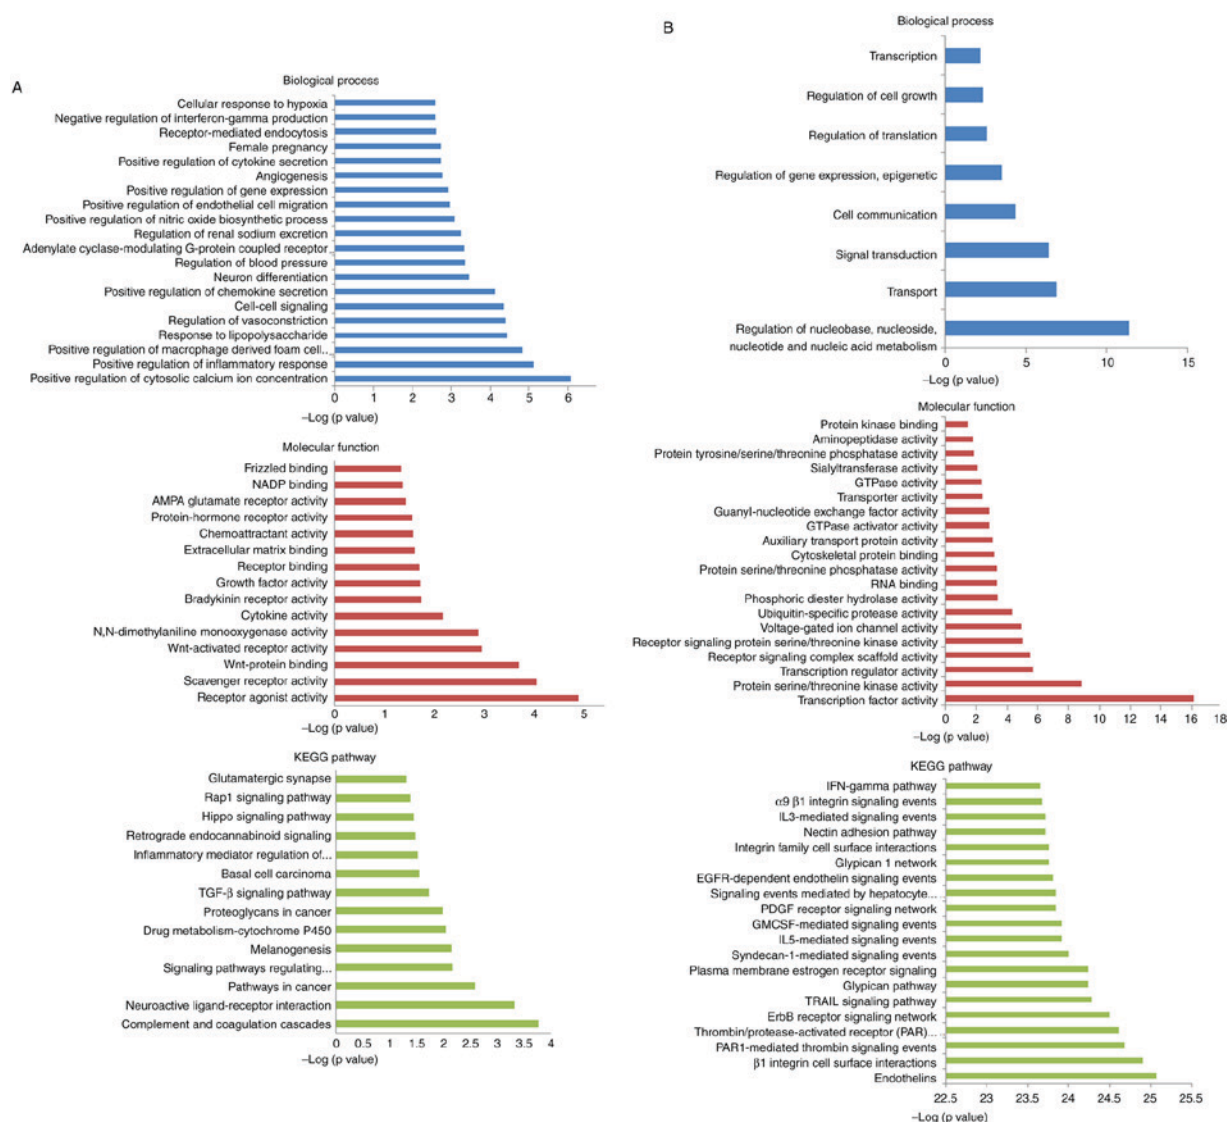 A
Biological process
Cellular response to hypoxia
Negative regulation of interferon-gamma production
Receptor-mediated endocytosis
Female pregnancy
Positive regulation of cytokine secretion
Angiogenesis
Positive regulation of gene expression
Positive regulation of endothelial cell migration
Positive regulation of nitric oxide biosynthetic process
Regulation of renal sodium excretion
Adenylate cyclase-modulating G-protein coupled receptor
Regulation of blood pressure
Neuron differentiation
Positive regulation of chemokine secretion
Cell-cell signaling
Regulation of vasoconstriction
Response to lipopolysaccharide
Positive regulation of macrophage derived foam cell..
Positive regulation of inflammatory response
Positive regulation of cytosolic calcium ion concentration
0 1 2 3 4 5 6
–Log (p value)
Molecular function
Frizzled binding
NADP binding
AMPA glutamate receptor activity
Protein-hormone receptor activity
Chemoattractant activity
Extracellular matrix binding
Receptor binding
Growth factor activity
Bradykinin receptor activity
Cytokine activity
N,N-dimethylaniline monooxygenase activity
Wnt-activated receptor activity
Wnt-protein binding
Scavenger receptor activity
Receptor agonist activity
0 1 2 3 4 5
–Log (p value)
KEGG pathway
Glutamatergic synapse
Rap1 signaling pathway
Hippo signaling pathway
Retrograde endocannabinoid signaling
Inflammatory mediator regulation of...
Basal cell carcinoma
TGF-β signaling pathway
Proteoglycans in cancer
Drug metabolism-cytochrome P450
Melanogenesis
Signaling pathways regulating...
Pathways in cancer
Neuroactive ligand-receptor interaction
Complement and coagulation cascades
0 0.5 1 1.5 2 2.5 3 3.5 4
–Log (p value)
B
Biological process
Transcription
Regulation of cell growth
Regulation of translation
Regulation of gene expression, epigenetic
Cell communication
Signal transduction
Transport
Regulation of nucleobase, nucleoside,
nucleotide and nucleic acid metabolism
0 5 10 15
–Log (p value)
Molecular function
Protein kinase binding
Aminopeptidase activity
Protein tyrosine/serine/threonine phosphatase activity
Sialyltransferase activity
GTPase activity
Transporter activity
Guanyl-nucleotide exchange factor activity
GTPase activator activity
Auxiliary transport protein activity
Cytoskeletal protein binding
Protein serine/threonine phosphatase activity
RNA binding
Phosphoric diester hydrolase activity
Ubiquitin-specific protease activity
Voltage-gated ion channel activity
Receptor signaling protein serine/threonine kinase activity
Receptor signaling complex scaffold activity
Transcription regulator activity
Protein serine/threonine kinase activity
Transcription factor activity
0 2 4 6 8 10 12 14 16 18
–Log (p value)
KEGG pathway
IFN-gamma pathway
α9 β1 integrin signaling events
IL3-mediated signaling events
Nectin adhesion pathway
Integrin family cell surface interactions
Glypican 1 network
EGFR-dependent endothelin signaling events
Signaling events mediated by hepatocyte...
PDGF receptor signaling network
GMCSF-mediated signaling events
IL5-mediated signaling events
Syndecan-1-mediated signaling events
Plasma membrane estrogen receptor signaling
Glypican pathway
TRAIL signaling pathway
ErbB receptor signaling network
Thrombin/protease-activated receptor (PAR)...
PAR1-mediated thrombin signaling events
β1 integrin cell surface interactions
Endothelins
22.5 23 23.5 24 24.5 25 25.5
–Log (p value)